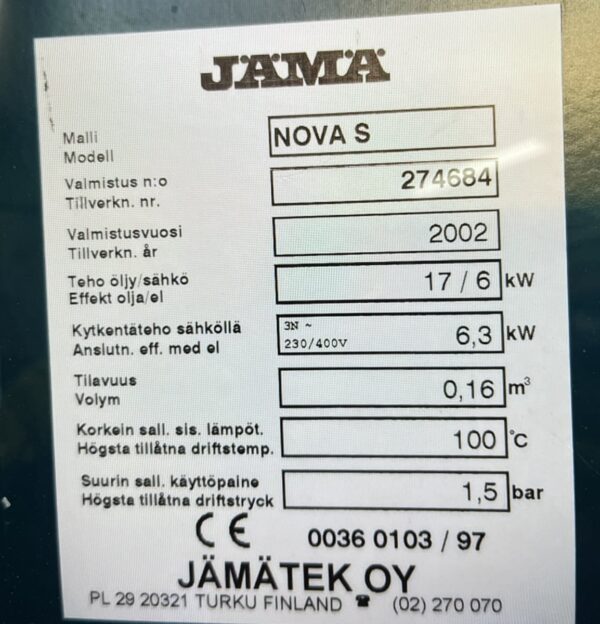 JÄMÄ
Malli
Modell
NOVA S
Valmistus n:o
Tillverkn. nr.
274684
Valmistusvuosi
Tillverkn. år
2002
Teho öljy/sähkö
Effekt olja/el
17 / 6 kW
Kytkentäteho sähköllä
Anslutn. eff. med el
3N ~
230/400V
6,3 kW
Tilavuus
Volym
0,16 m³
Korkein sall. sis. lämpöt.
Högsta tillåtna driftstemp.
100 °C
Suurin sall. käyttöpaine
Högsta tillåtna driftstryck
1,5 bar
CE 0036 0103 / 97
JÄMÄTEK OY
PL 29 20321 TURKU FINLAND ☎ (02) 270 070